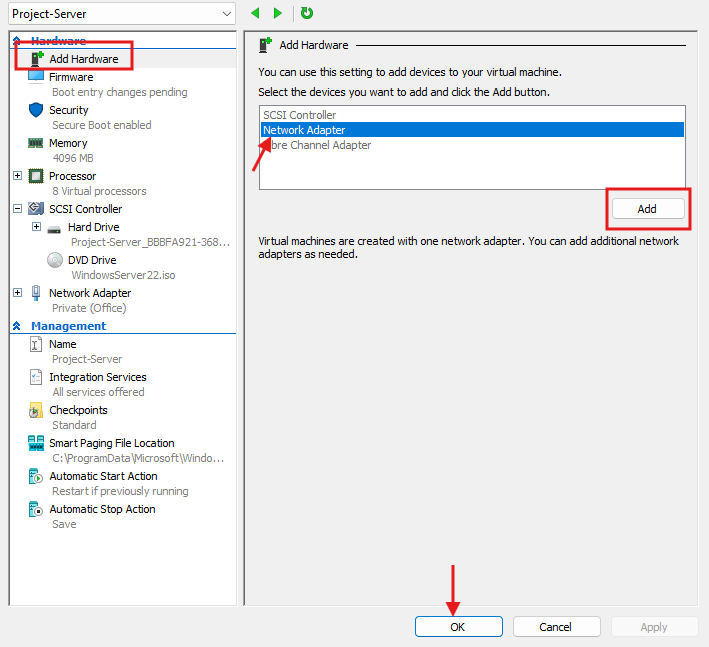 Project-Server
Hardware
Add Hardware
Firmware
Boot entry changes pending
Security
Secure Boot enabled
Memory
4096 MB
Processor
8 Virtual processors
SCSI Controller
Hard Drive
Project-Server_BBBFA921-368...
DVD Drive
WindowsServer22.iso
Network Adapter
Private (Office)
Management
Name
Project-Server
Integration Services
All services offered
Checkpoints
Standard
Smart Paging File Location
C:\ProgramData\Microsoft\Windo...
Automatic Start Action
Restart if previously running
Automatic Stop Action
Save
Add Hardware
You can use this setting to add devices to your virtual machine.
Select the devices you want to add and click the Add button.
SCSI Controller
Network Adapter
Channel Adapter
Add
Virtual machines are created with one network adapter. You can add additional network
adapters as needed.
OK
Cancel
Apply